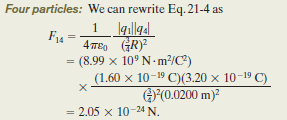 Four particles: We can rewrite Eq. 21-4 as
F₁₄ = 1/4πε₀ |q₁||q₄|/(¾R)²
= (8.99 × 10⁹ N·m²/C²)
× (1.60 × 10⁻¹⁹ C)(3.20 × 10⁻¹⁹ C)/(¾)²(0.0200 m)²
= 2.05 × 10⁻²⁴ N.